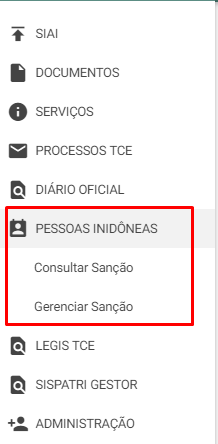 SIAI
DOCUMENTOS
SERVIÇOS
PROCESSOS TCE
DIÁRIO OFICIAL
PESSOAS INIDÔNEAS
Consultar Sanção
Gerenciar Sanção
LEGIS TCE
SISPATRI GESTOR
ADMINISTRAÇÃO